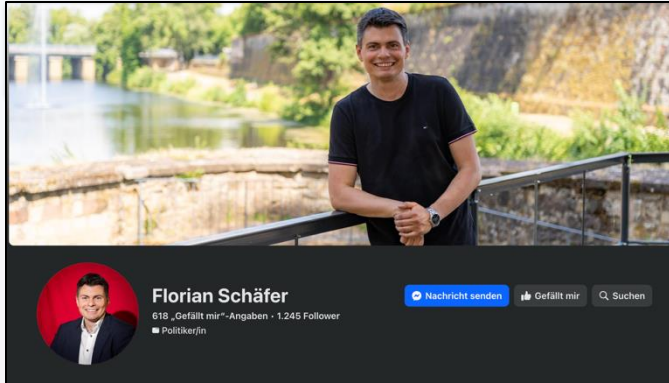 Florian Schäfer
618 „Gefällt mir“-Angaben · 1.245 Follower
Politiker/in
Nachricht senden
Gefällt mir
Suchen